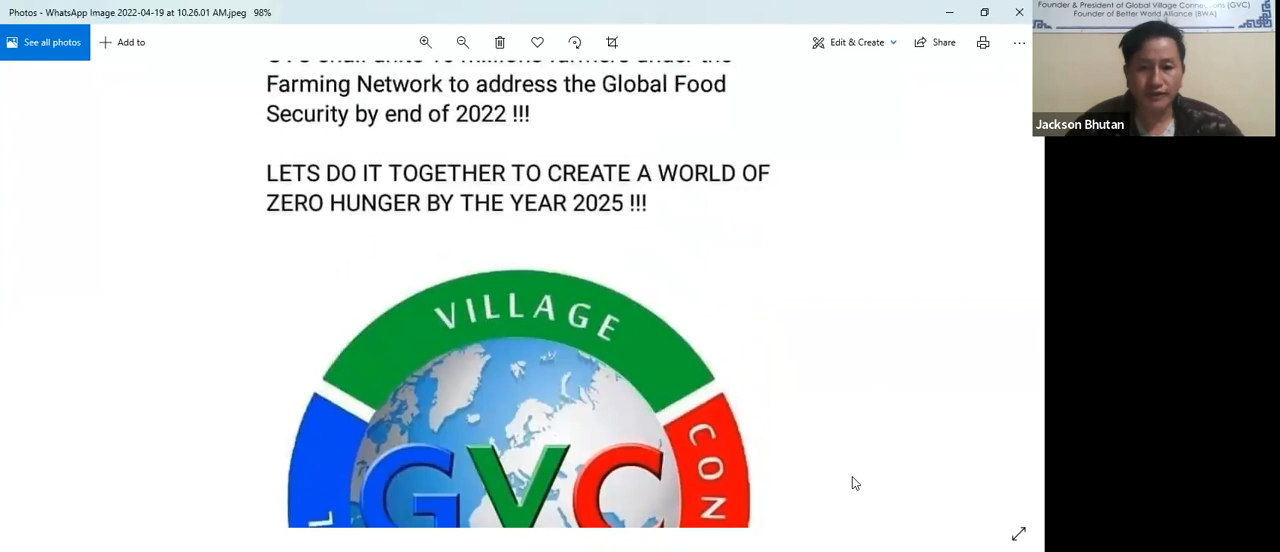 Photos - WhatsApp Image 2022-04-19 at 10.26.01 AM.jpeg 98%
See all photos
Add to
Edit & Create
Share
Farming Network to address the Global Food
Security by end of 2022 !!!
LETS DO IT TOGETHER TO CREATE A WORLD OF
ZERO HUNGER BY THE YEAR 2025 !!!
VILLAGE
CON
GVC
Founder & President of Global Village (GVC)
Founder of Better World Alliance (BWA)
Jackson Bhutan